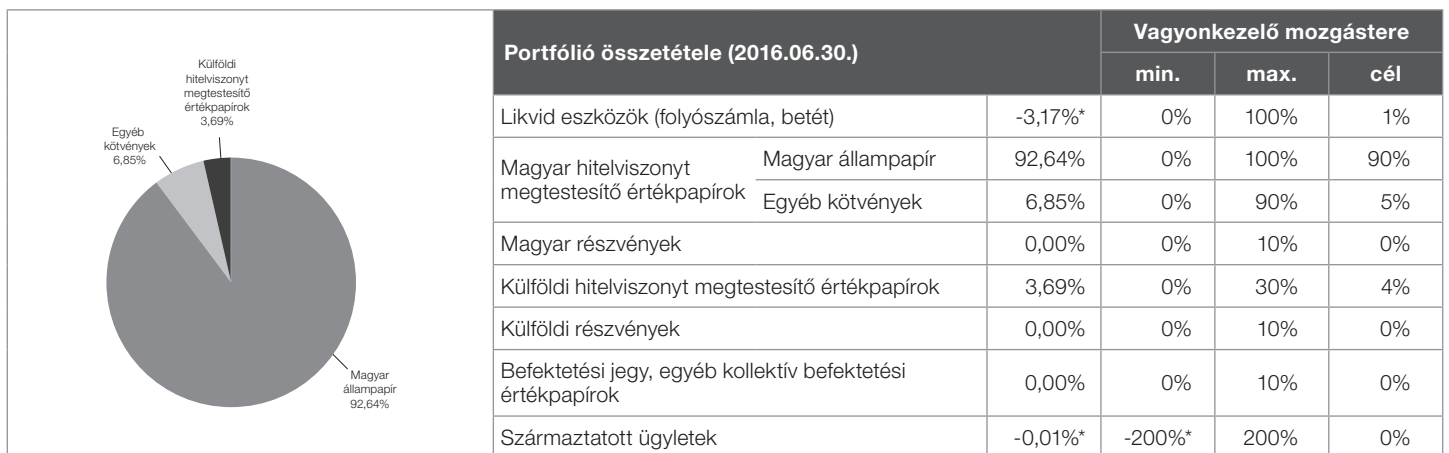 Külföldi
hitelviszonyt
megtestesítő
értékpapírok
3,69%
Egyéb
kötvények
6,85%
Magyar
állampapír
92,64%
Portfólió összetétele (2016.06.30.)
Vagyonkezelő mozgástere
min. max. cél
Likvid eszközök (folyószámla, betét) -3,17%* 0% 100% 1%
Magyar hitelviszonyt
megtestesítő értékpapírok
Magyar állampapír 92,64% 0% 100% 90%
Egyéb kötvények 6,85% 0% 90% 5%
Magyar részvények 0,00% 0% 10% 0%
Külföldi hitelviszonyt megtestesítő értékpapírok 3,69% 0% 30% 4%
Külföldi részvények 0,00% 0% 10% 0%
Befektetési jegy, egyéb kollektív befektetési
értékpapírok 0,00% 0% 10% 0%
Származtatott ügyletek -0,01%* -200%* 200% 0%